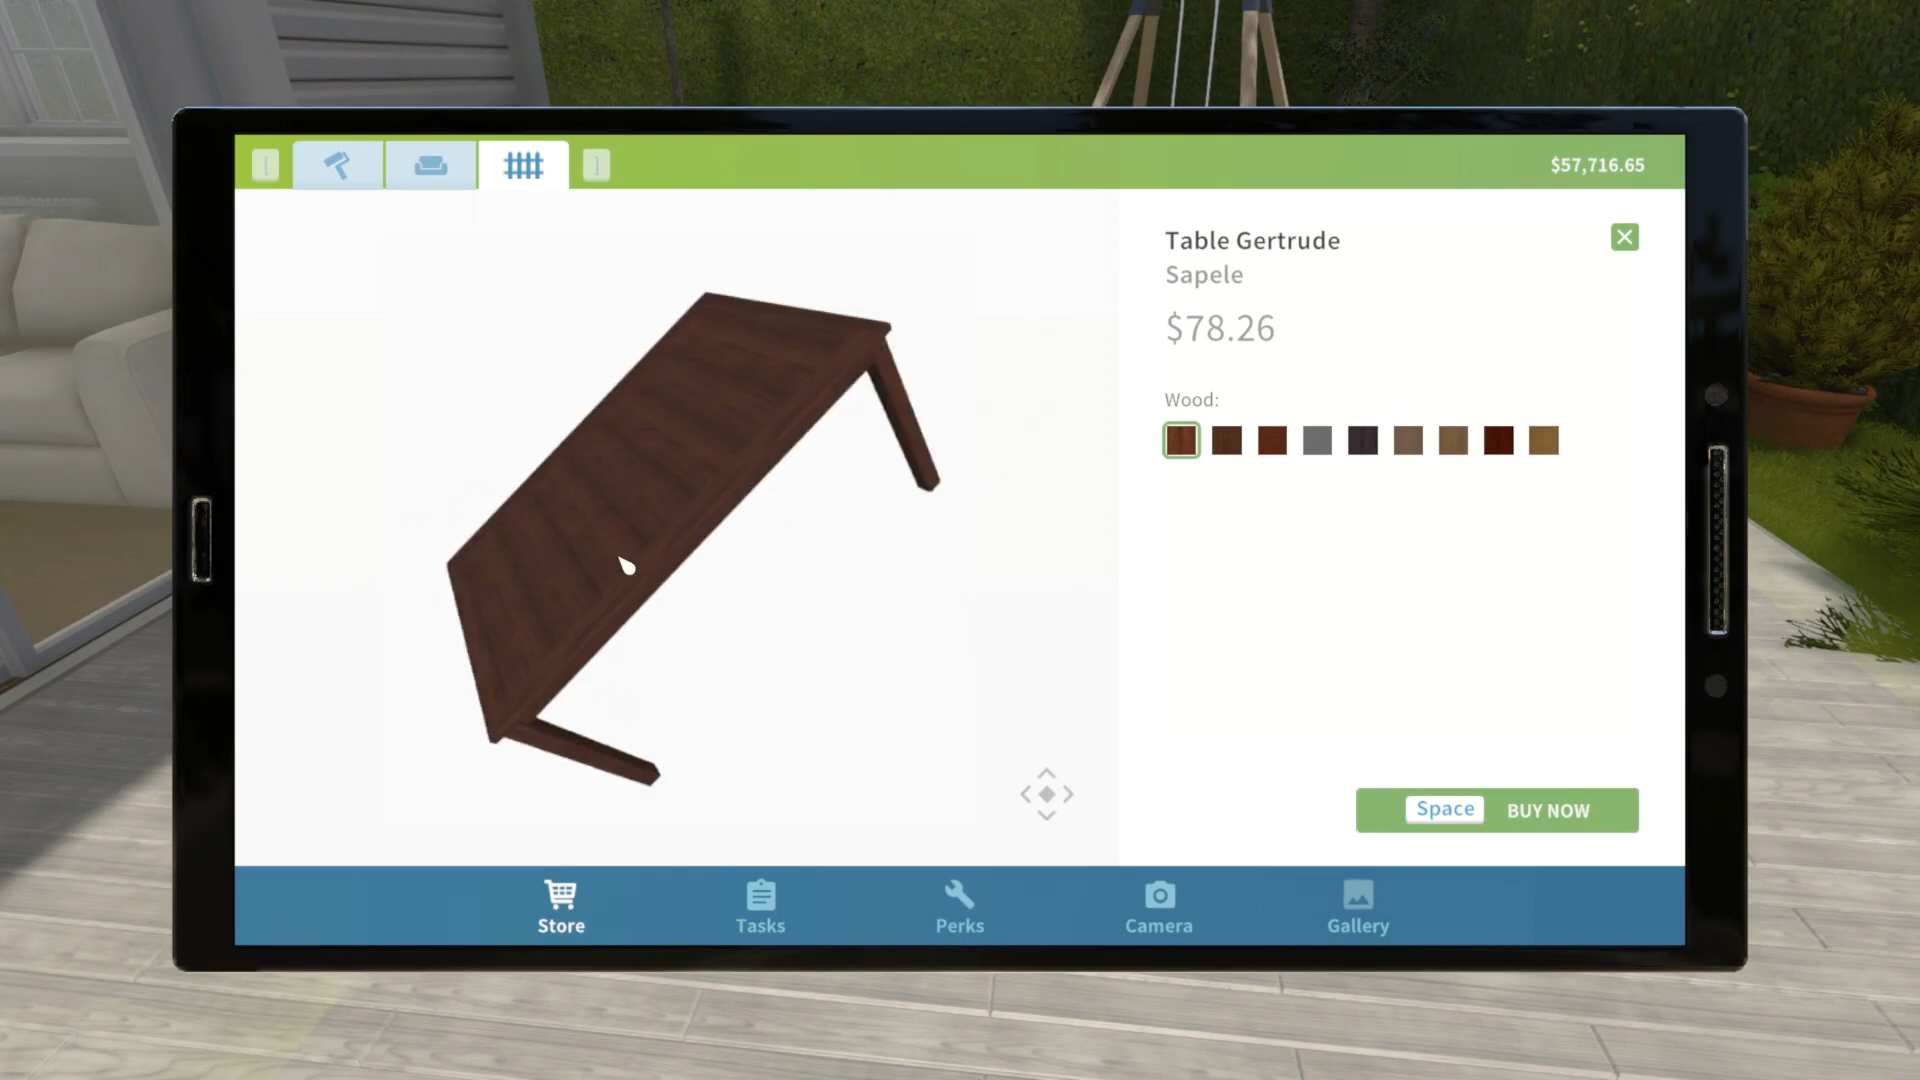 [
]
$57,716.65
Table Gertrude
Sapele
$78.26
Wood:
Space BUY NOW
Store
Tasks
Perks
Camera
Gallery